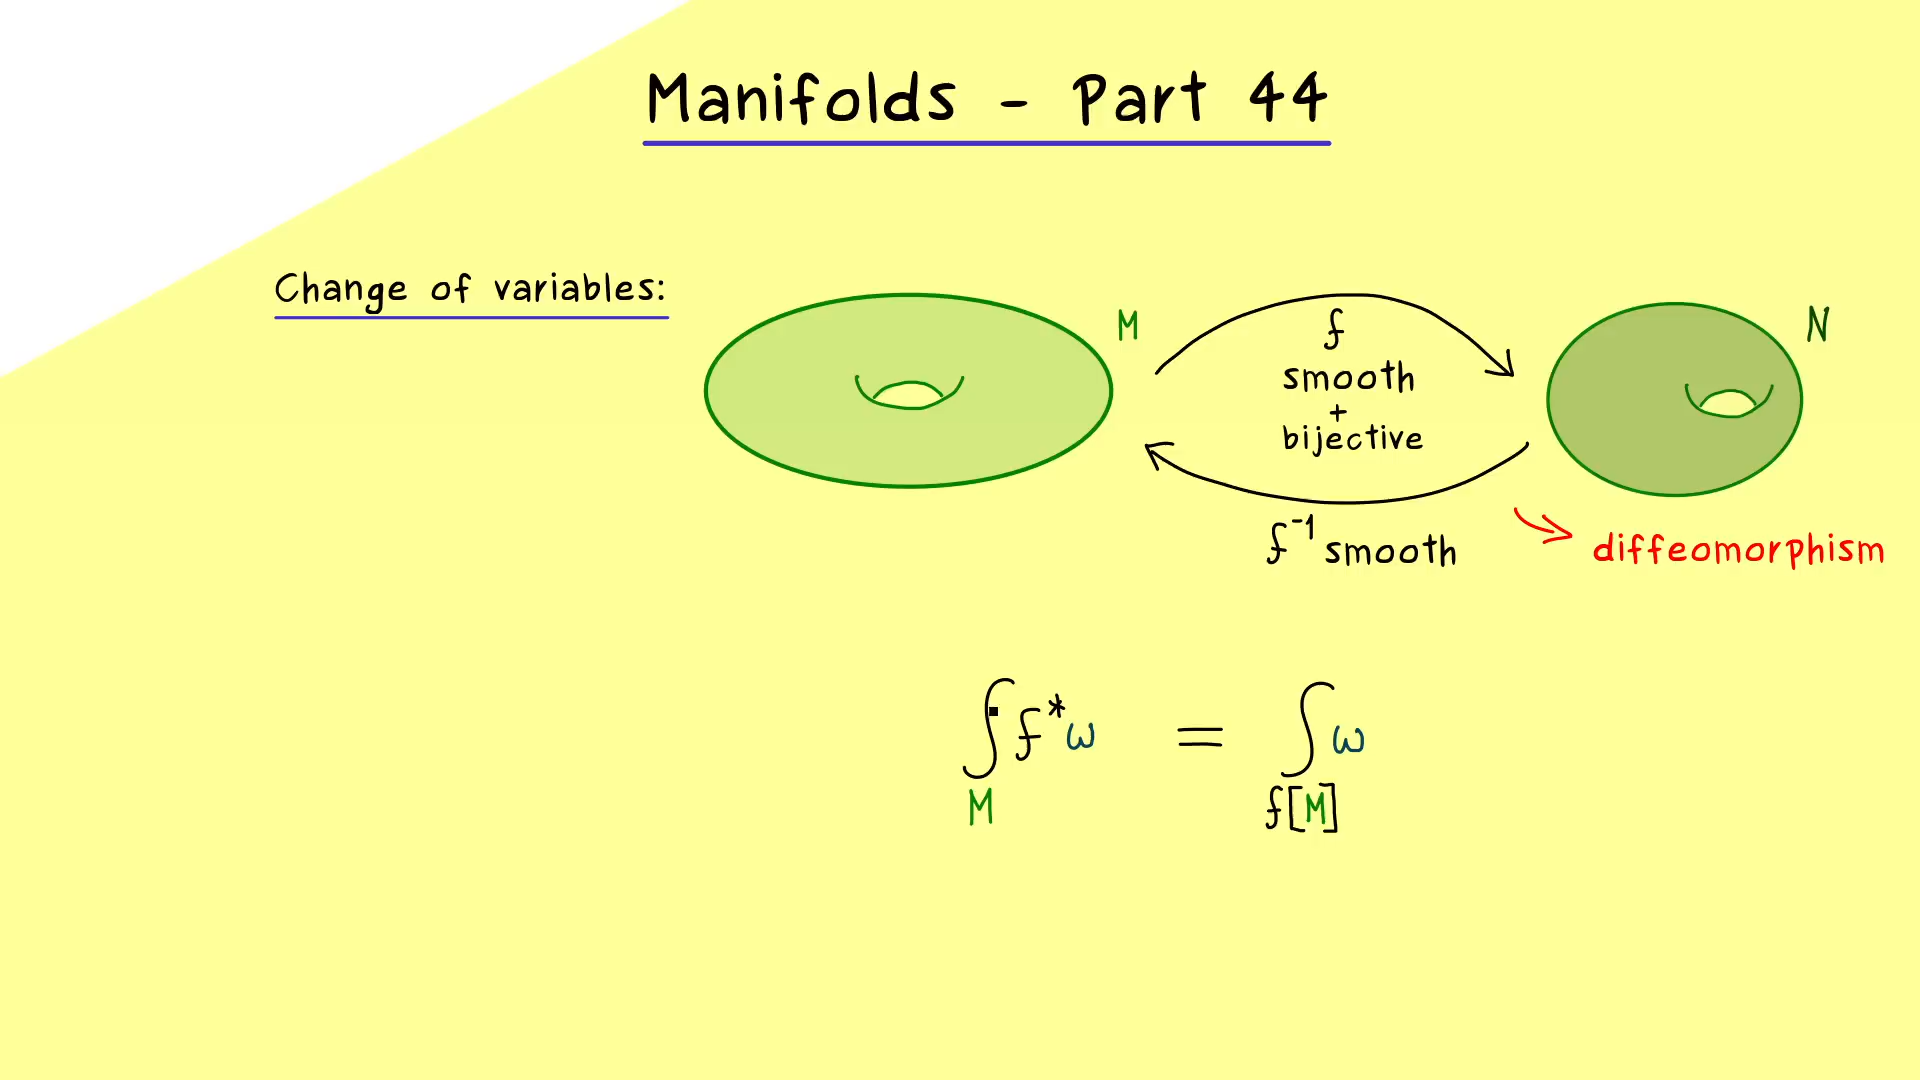 Manifolds - Part 44
Change of variables:
M
f
smooth
+
bijective
N
f⁻¹ smooth
diffeomorphism
∫ f*ω = ∫ ω
M f[M]